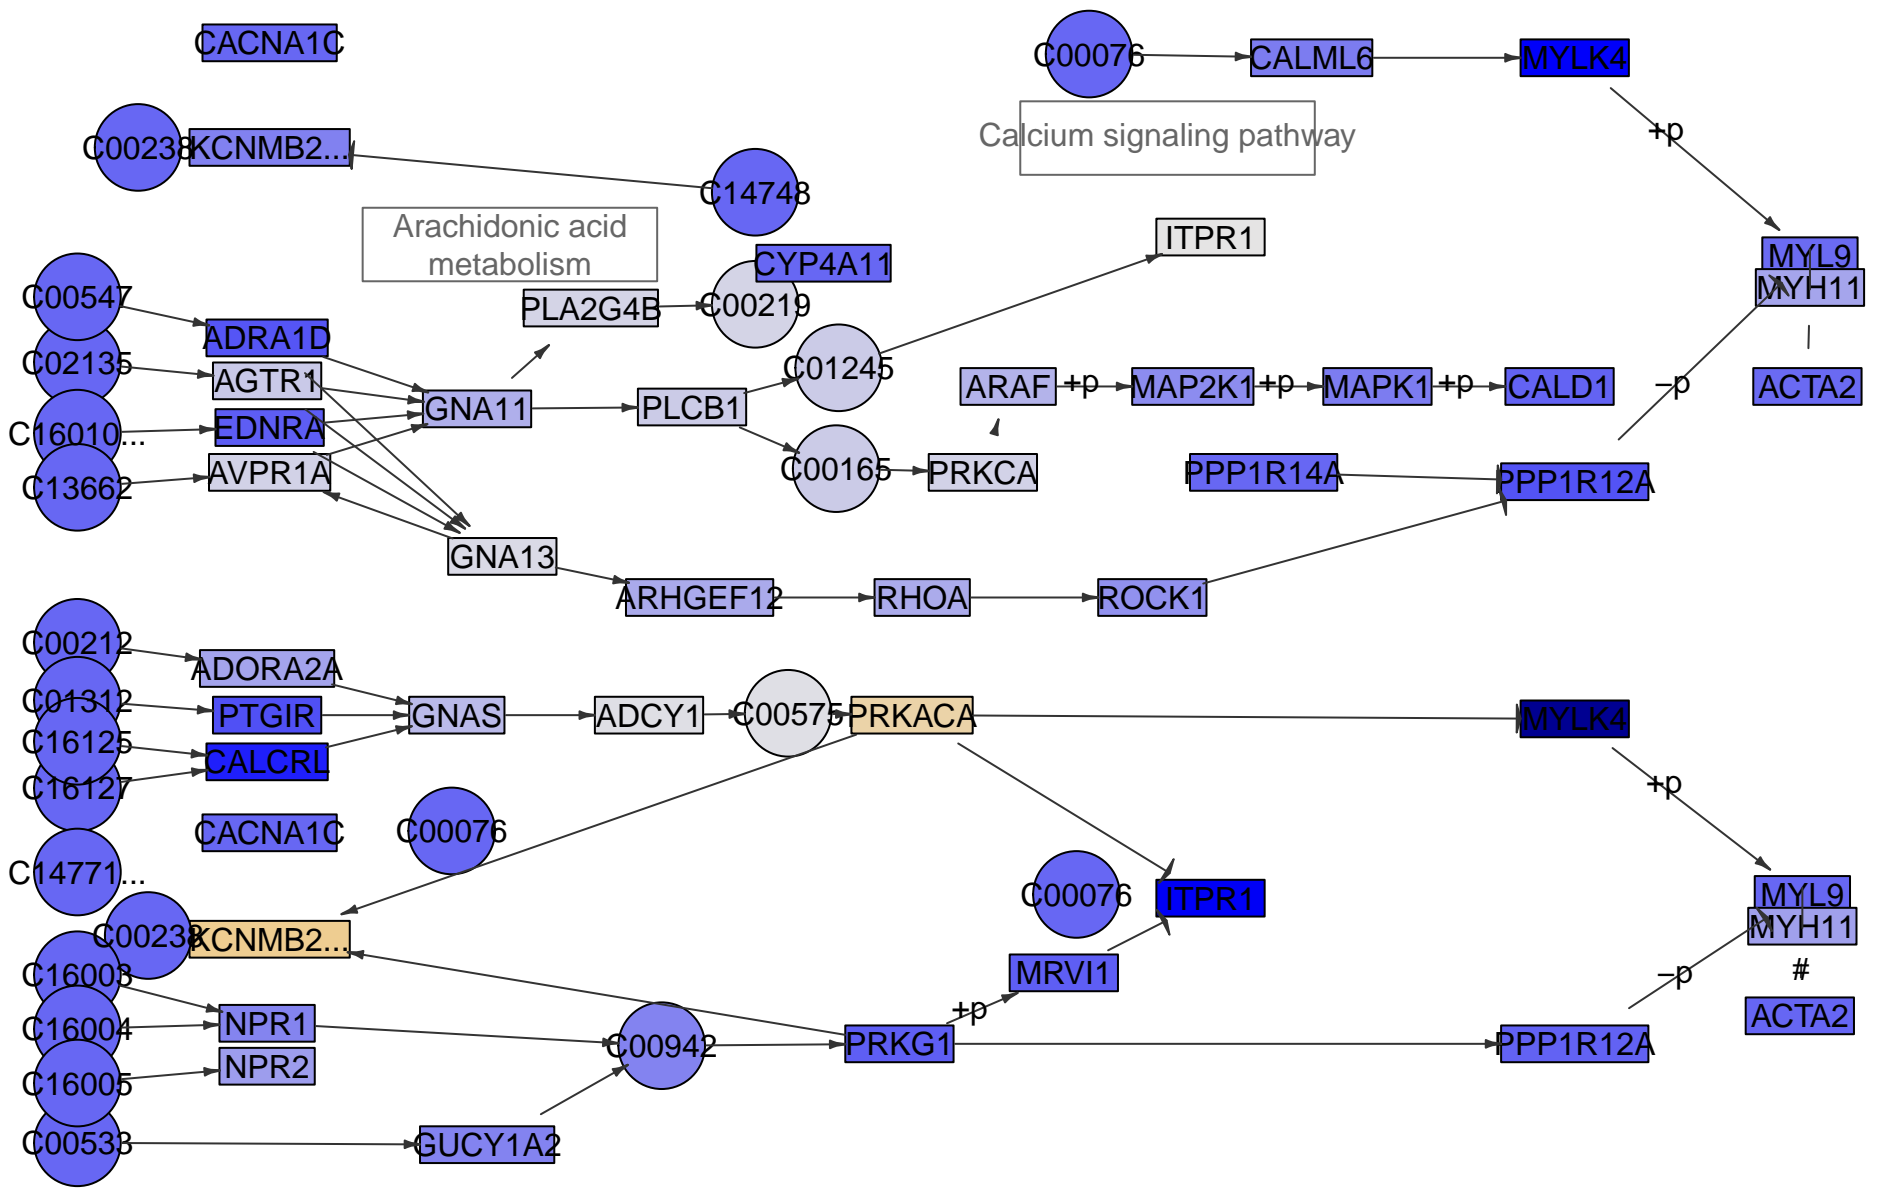 CACNA1C
C00076
CALML6
MYLK4
+p
C00238
KCNMB2...
C14748
Calcium signaling pathway
Arachidonic acid
metabolism
ITPR1
CYP4A11
MYL9
MYH11
C00547
PLA2G4B
C00219
ADRA1D
C02135
AGTR1
C01245
ARAF
+p
MAP2K1
+p
MAPK1
+p
CALD1
–p
ACTA2
GNA11
PLCB1
C16010...
EDNRA
C13662
AVPR1A
C00165
PRKCA
PPP1R14A
PPP1R12A
GNA13
ARHGEF12
RHOA
ROCK1
C00212
ADORA2A
C01312
PTGIR
GNAS
ADCY1
C00575
PRKACA
MYLK4
C16125
CALCRL
C16127
+p
CACNA1C
C00076
C14771...
C00076
ITPR1
MYL9
MYH11
C00238
KCNMB2...
C16003
MRVI1
–p
#
+p
C16004
NPR1
C00942
PRKG1
PPP1R12A
ACTA2
NPR2
C16005
C00533
GUCY1A2